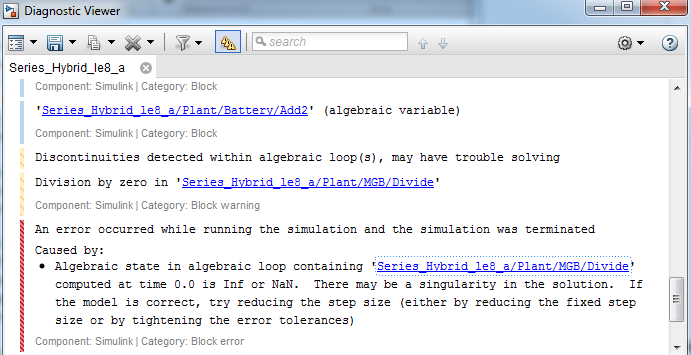 Diagnostic Viewer
search
Series_Hybrid_le8_a
Component: Simulink | Category: Block
'Series_Hybrid_le8_a/Plant/Battery/Add2' (algebraic variable)
Component: Simulink | Category: Block
Discontinuities detected within algebraic loop(s), may have trouble solving
Division by zero in 'Series_Hybrid_le8_a/Plant/MGB/Divide'
Component: Simulink | Category: Block warning
An error occurred while running the simulation and the simulation was terminated
Caused by:
• Algebraic state in algebraic loop containing 'Series_Hybrid_le8_a/Plant/MGB/Divide'
computed at time 0.0 is Inf or NaN.  There may be a singularity in the solution.  If
the model is correct, try reducing the step size (either by reducing the fixed step
size or by tightening the error tolerances)
Component: Simulink | Category: Block error